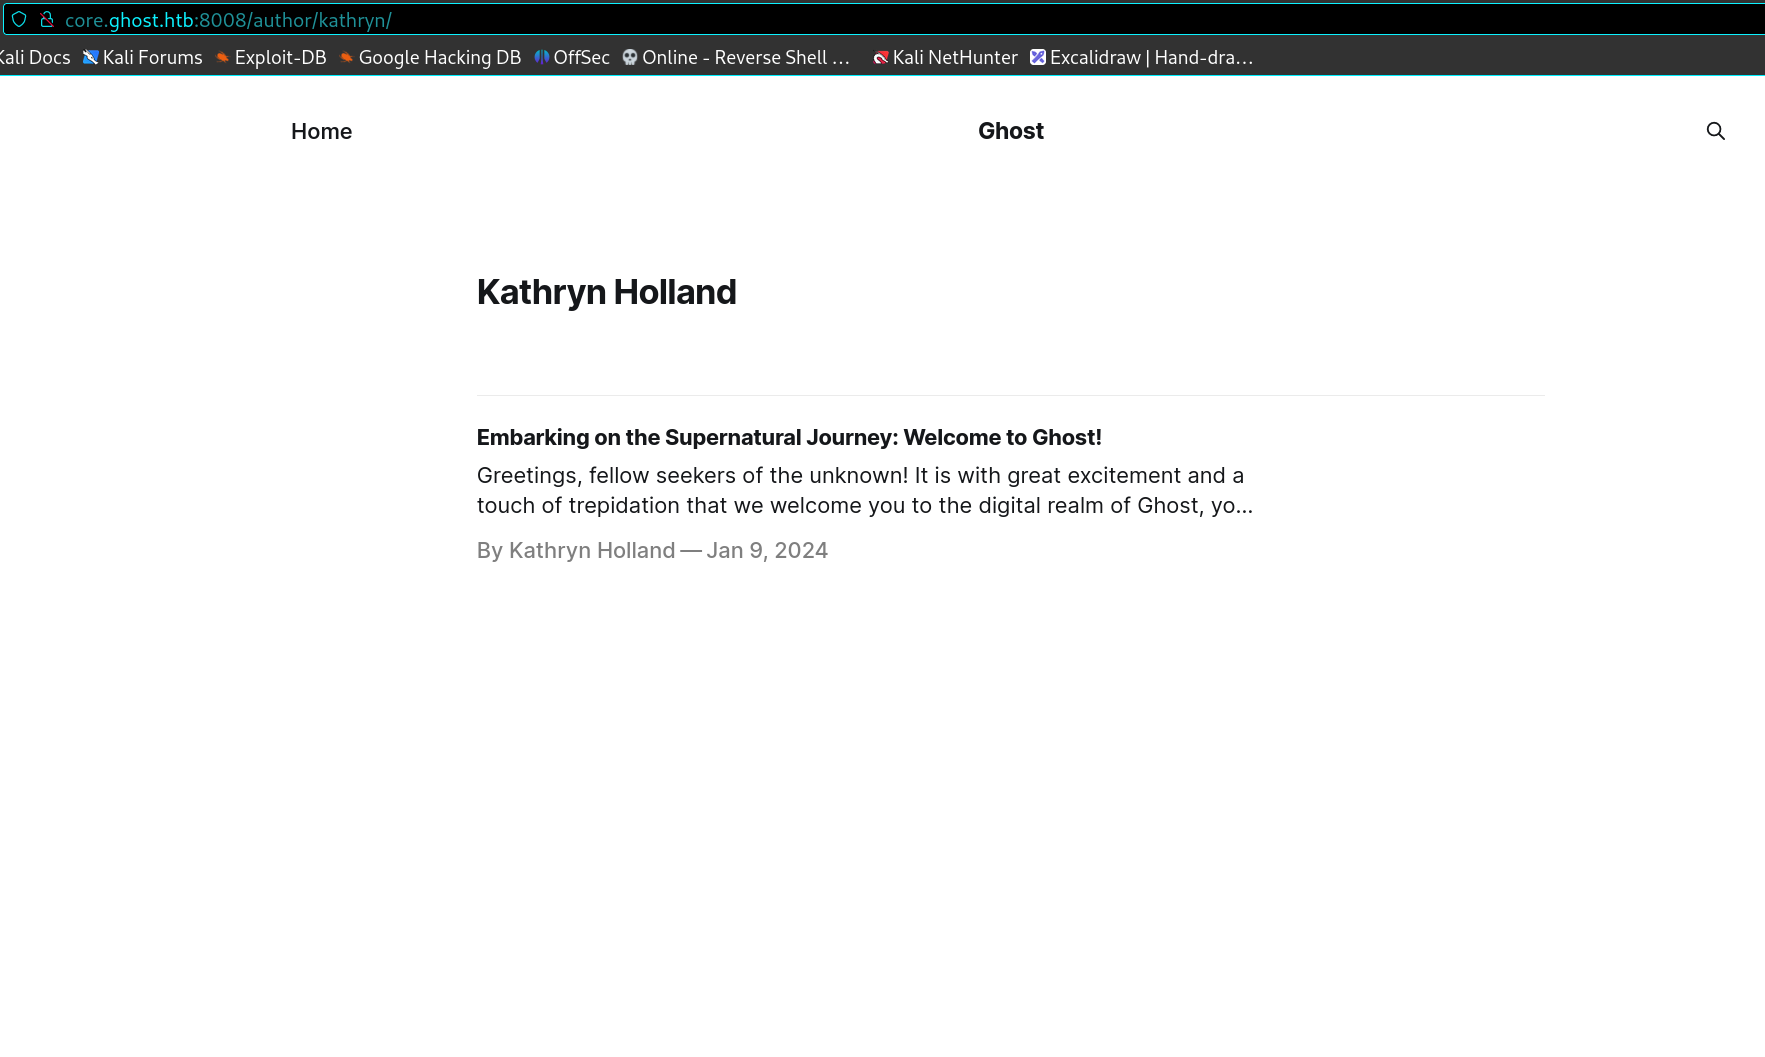 core.ghost.htb:8008/author/kathryn/
Kali Docs Kali Forums Exploit-DB Google Hacking DB OffSec Online - Reverse Shell … Kali NetHunter Excalidraw | Hand-dra…
Home Ghost
Kathryn Holland
Embarking on the Supernatural Journey: Welcome to Ghost!
Greetings, fellow seekers of the unknown! It is with great excitement and a
touch of trepidation that we welcome you to the digital realm of Ghost, yo…
By Kathryn Holland — Jan 9, 2024